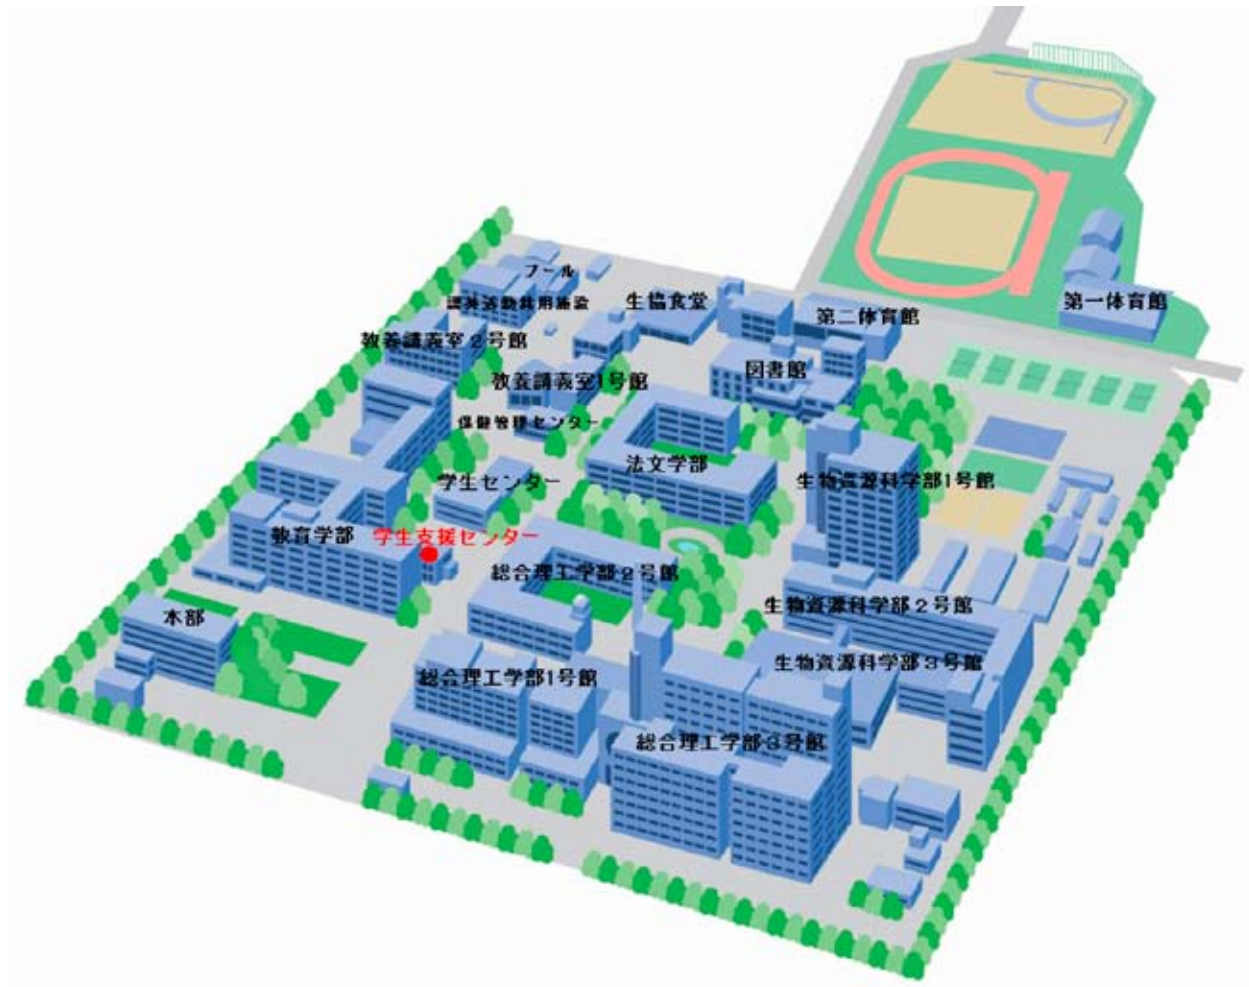 プール
課外活動共用施設
生協食堂
第二体育館
第一体育館
教養講義室2号館
図書館
教養講義室1号館
保健管理センター
法文学部
学生センター
生物資源科学部1号館
教育学部
学生支援センター
総合理工学部2号館
生物資源科学部2号館
本部
生物資源科学部3号館
総合理工学部1号館
総合理工学部3号館